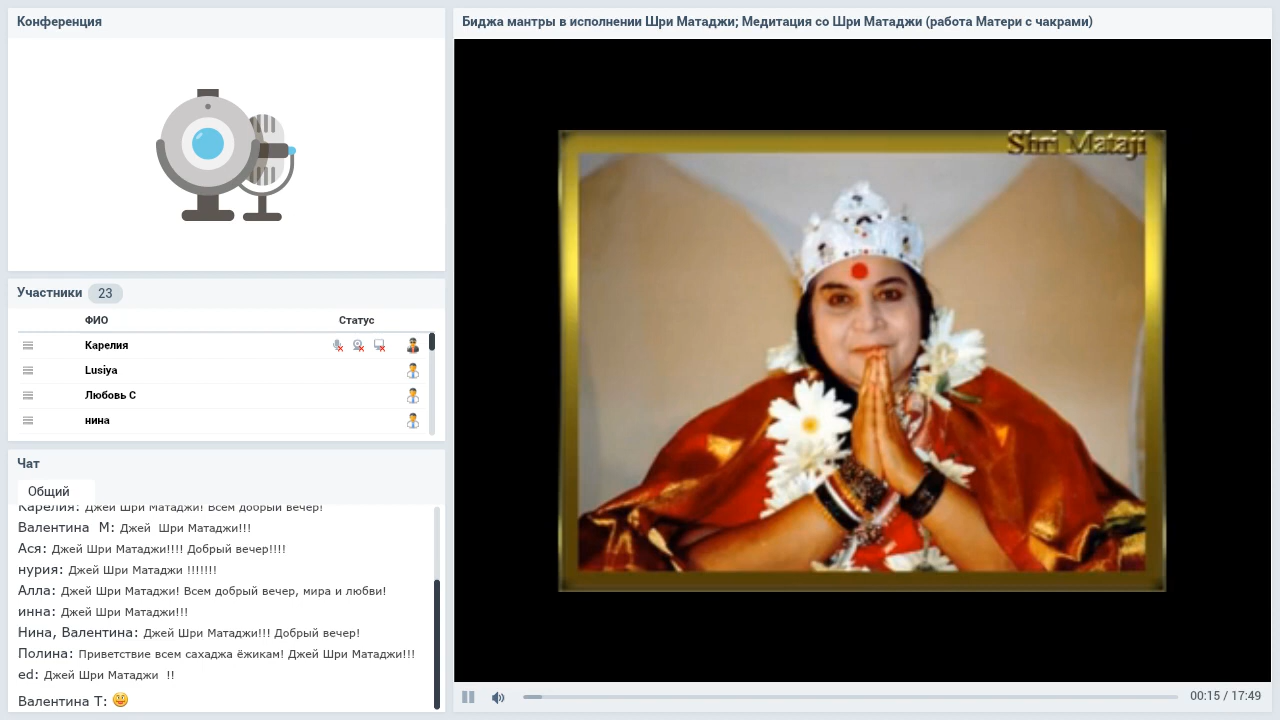 Конференция
Биджа мантры в исполнении Шри Матаджи; Медитация со Шри Матаджи (работа Матери с чакрами)
Shri Mataji
Участники 23
ФИО Статус
Карелия
Lusiya
Любовь С
нина
Чат
Общий
Карелия: Джей Шри Матаджи! Всем добрый вечер!
Валентина М: Джей Шри Матаджи!!!
Ася: Джей Шри Матаджи!!!! Добрый вечер!!!!
нурия: Джей Шри Матаджи !!!!!!!
Алла: Джей Шри Матаджи! Всем добрый вечер, мира и любви!
инна: Джей Шри Матаджи!!!
Нина, Валентина: Джей Шри Матаджи!!! Добрый вечер!
Полина: Приветствие всем сахаджа ёжикам! Джей Шри Матаджи!!!
ed: Джей Шри Матаджи !!
Валентина Т:
00:15 / 17:49